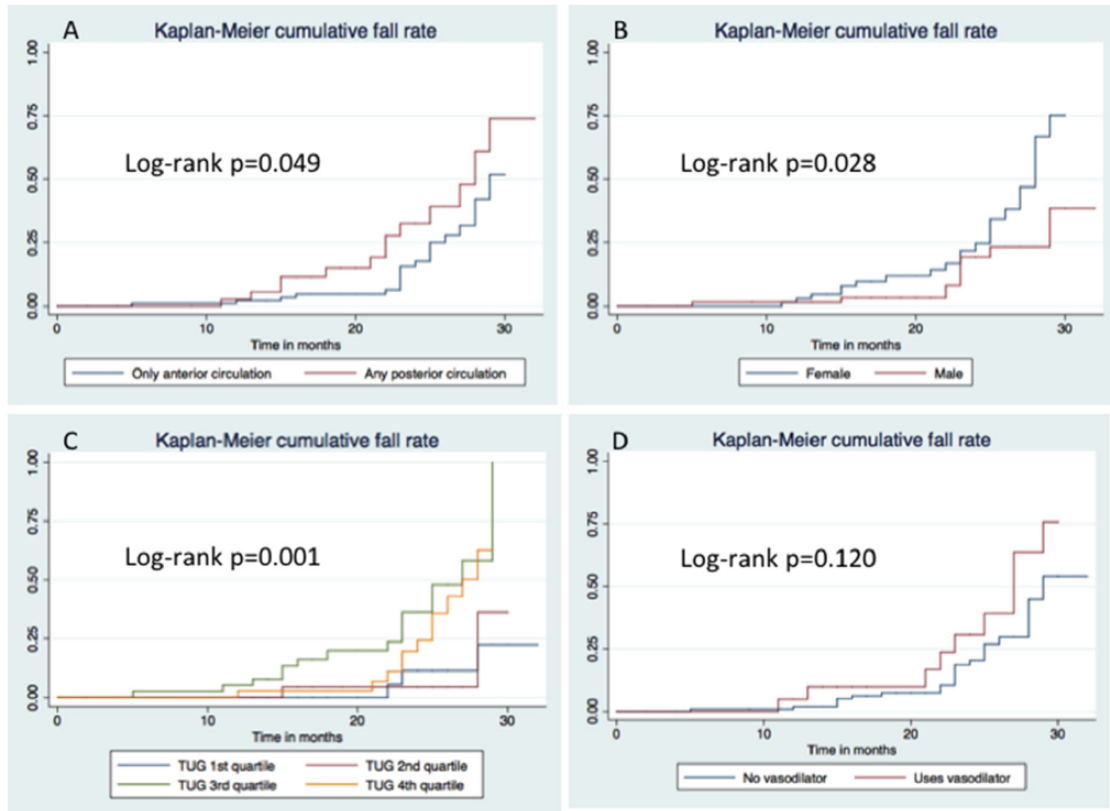 A
Kaplan-Meier cumulative fall rate
1.00
0.75
0.50
0.25
0.00
Log-rank p=0.049
0 10 20 30
Time in months
Only anterior circulation Any posterior circulation
B
Kaplan-Meier cumulative fall rate
1.00
0.75
0.50
0.25
0.00
Log-rank p=0.028
0 10 20 30
Time in months
Female Male
C
Kaplan-Meier cumulative fall rate
1.00
0.75
0.50
0.25
0.00
Log-rank p=0.001
0 10 20 30
Time in months
TUG 1st quartile TUG 2nd quartile
TUG 3rd quartile TUG 4th quartile
D
Kaplan-Meier cumulative fall rate
1.00
0.75
0.50
0.25
0.00
Log-rank p=0.120
0 10 20 30
Time in months
No vasodilator Uses vasodilator